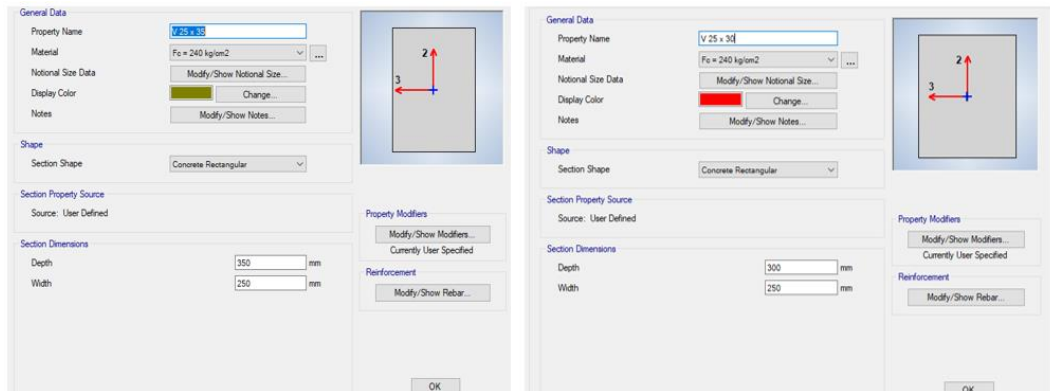 General Data
Property Name V 25 x 35
Material Fc = 240 kg/cm2 ...
Notional Size Data Modify/Show Notional Size...
Display Color Change...
Notes Modify/Show Notes...
2
3
Shape
Section Shape Concrete Rectangular
Section Property Source
Source: User Defined
Section Dimensions
Depth 350 mm
Width 250 mm
Property Modifiers
Modify/Show Modifiers...
Currently User Specified
Reinforcement
Modify/Show Rebar...
OK
General Data
Property Name V 25 x 30
Material Fc = 240 kg/cm2 ...
Notional Size Data Modify/Show Notional Size...
Display Color Change...
Notes Modify/Show Notes...
2
3
Shape
Section Shape Concrete Rectangular
Section Property Source
Source: User Defined
Section Dimensions
Depth 300 mm
Width 250 mm
Property Modifiers
Modify/Show Modifiers...
Currently User Specified
Reinforcement
Modify/Show Rebar...
OK